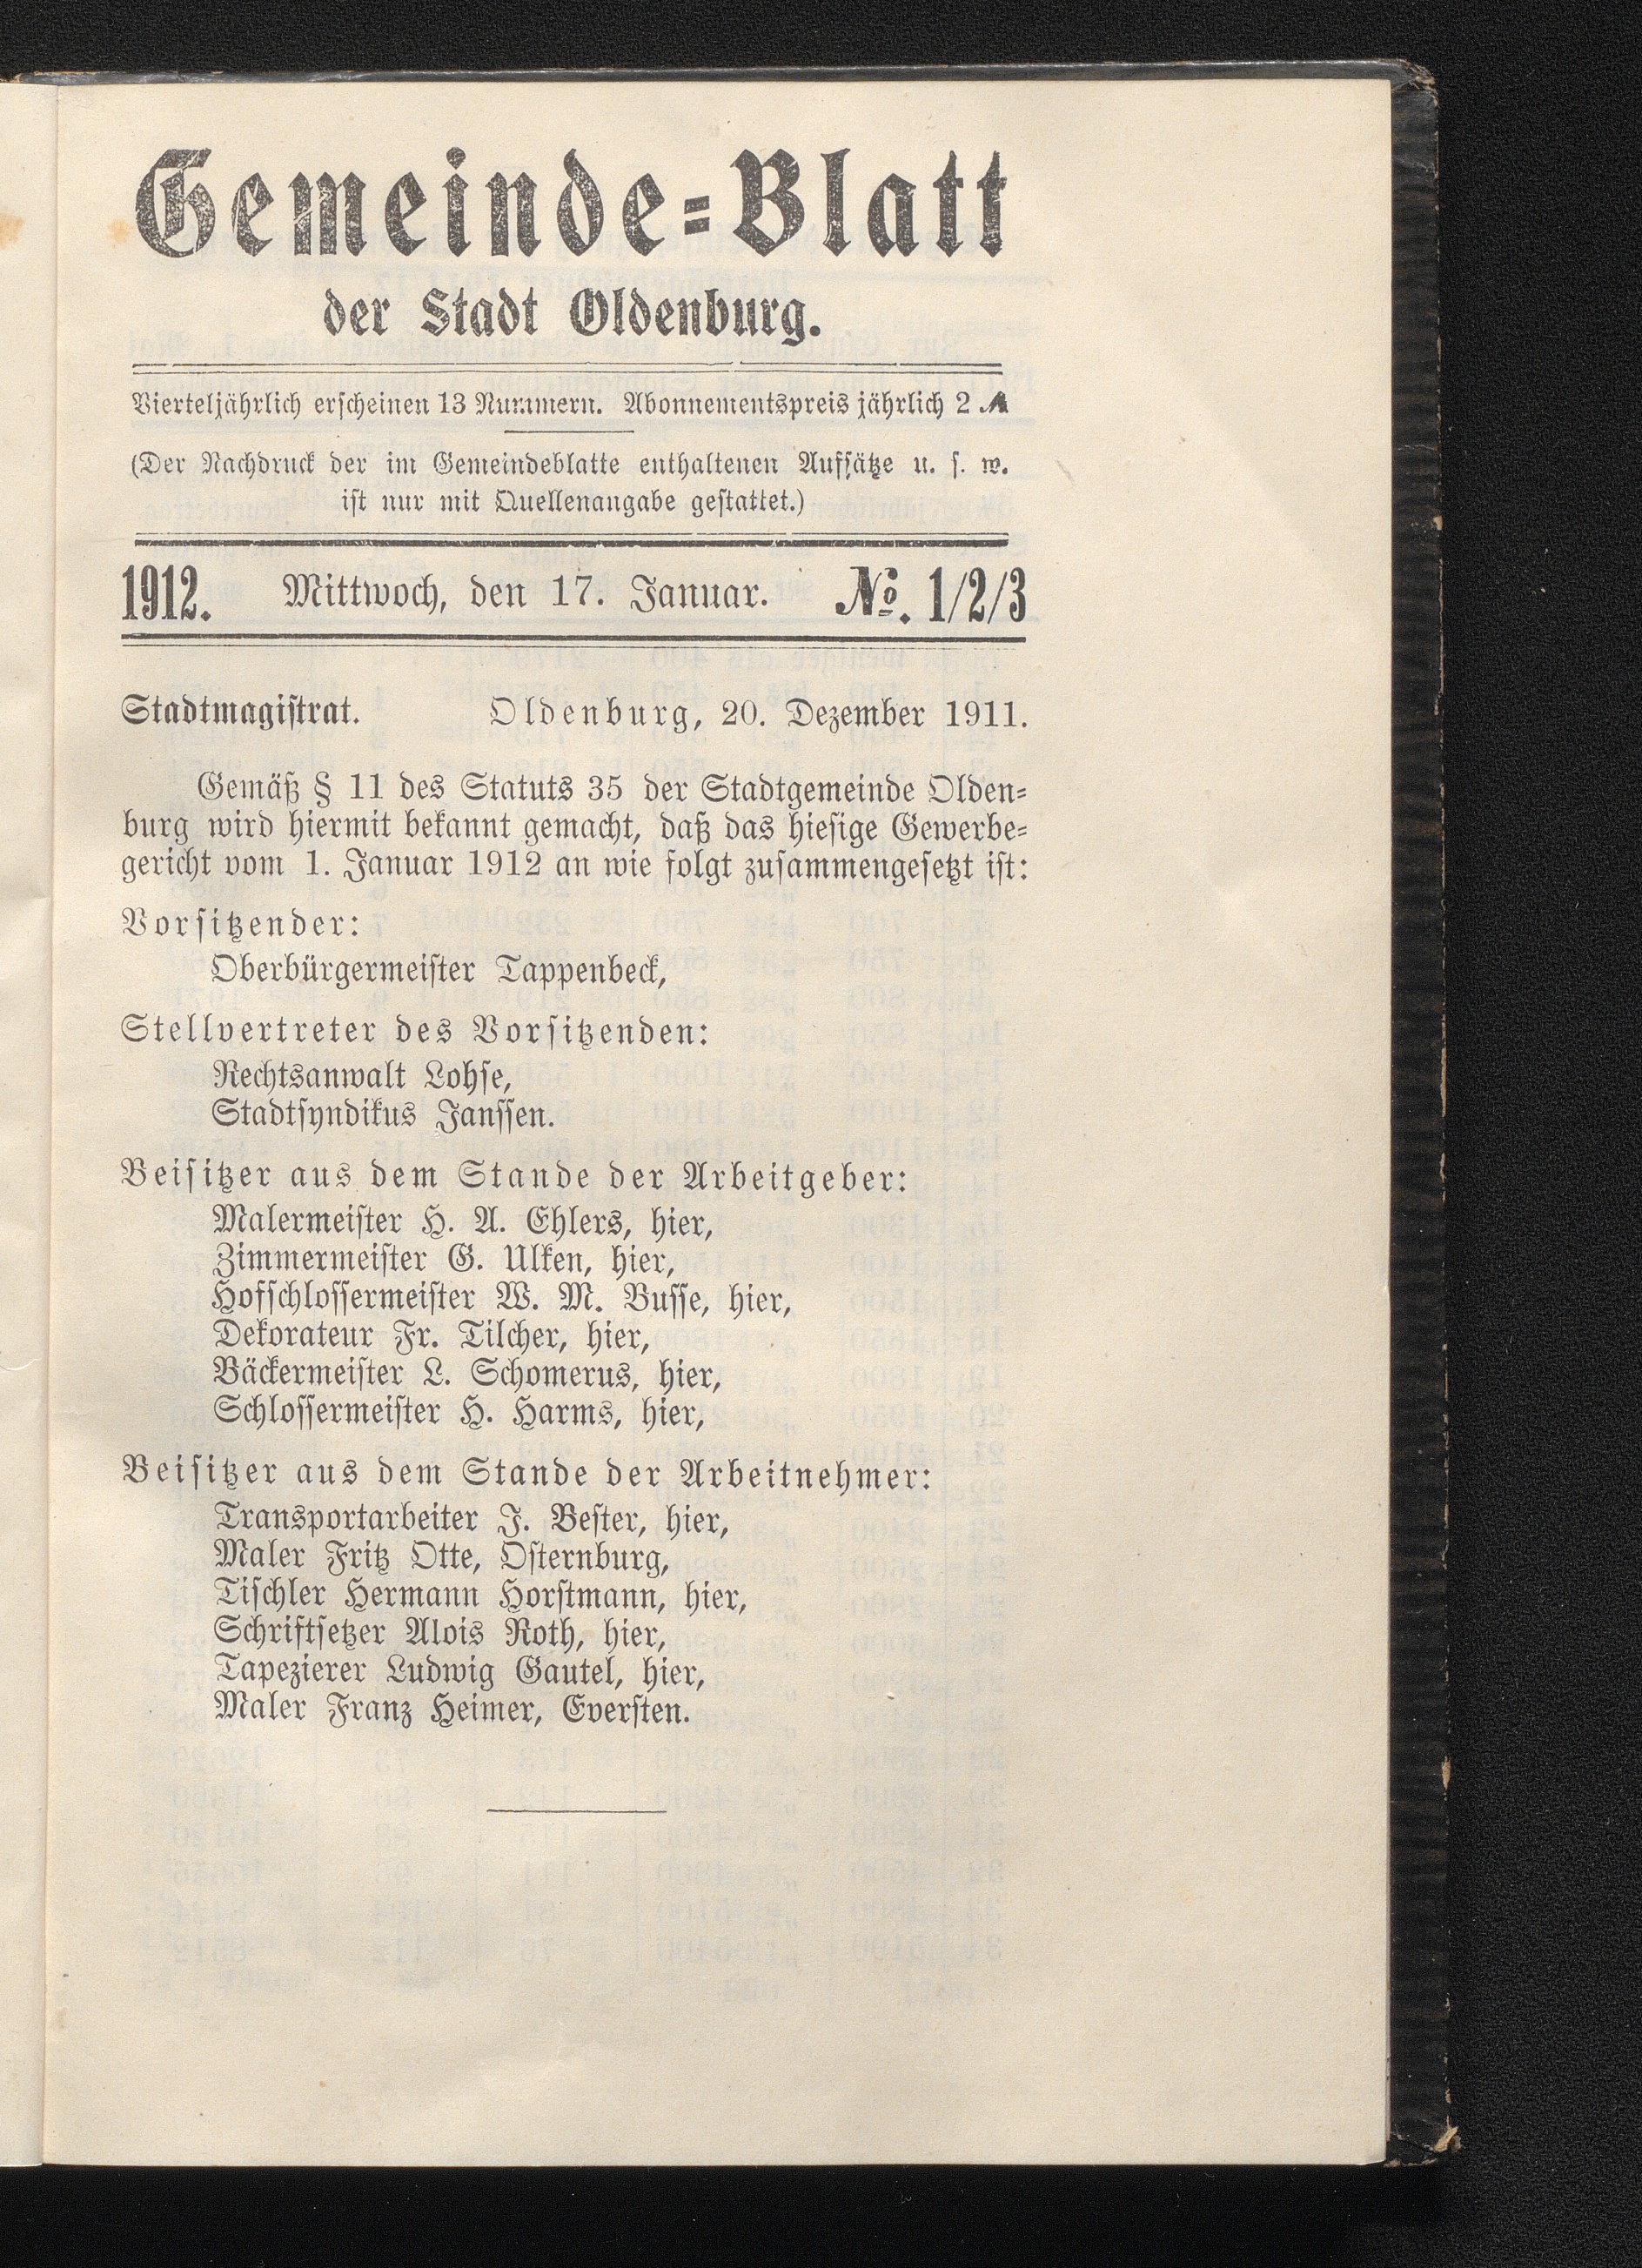 Gemeinde-Blatt
der Stadt Oldenburg.
Vierteljährlich erscheinen 13 Nummern. Abonnementspreis jährlich 2 ℳ
(Der Nachdruck der im Gemeindeblatte enthaltenen Aufsätze u. s. w.
ist nur mit Quellenangabe gestattet.)
1912. Mittwoch, den 17. Januar. No. 1/2/3
Stadtmagistrat. Oldenburg, 20. Dezember 1911.
Gemäß § 11 des Statuts 35 der Stadtgemeinde Olden-
burg wird hiermit bekannt gemacht, daß das hiesige Gewerbe-
gericht vom 1. Januar 1912 an wie folgt zusammengesetzt ist:
Vorsitzender:
Oberbürgermeister Tappenbeck,
Stellvertreter des Vorsitzenden:
Rechtsanwalt Lohse,
Stadtsyndikus Janssen.
Beisitzer aus dem Stande der Arbeitgeber:
Malermeister H. A. Ehlers, hier,
Zimmermeister G. Ulken, hier,
Hofschlossermeister W. M. Busse, hier,
Dekorateur Fr. Tilcher, hier,
Bäckermeister L. Schomerus, hier,
Schlossermeister H. Harms, hier,
Beisitzer aus dem Stande der Arbeitnehmer:
Transportarbeiter J. Bester, hier,
Maler Fritz Otte, Osternburg,
Tischler Hermann Horstmann, hier,
Schriftsetzer Alois Roth, hier,
Tapezierer Ludwig Gautel, hier,
Maler Franz Heimer, Eversten.